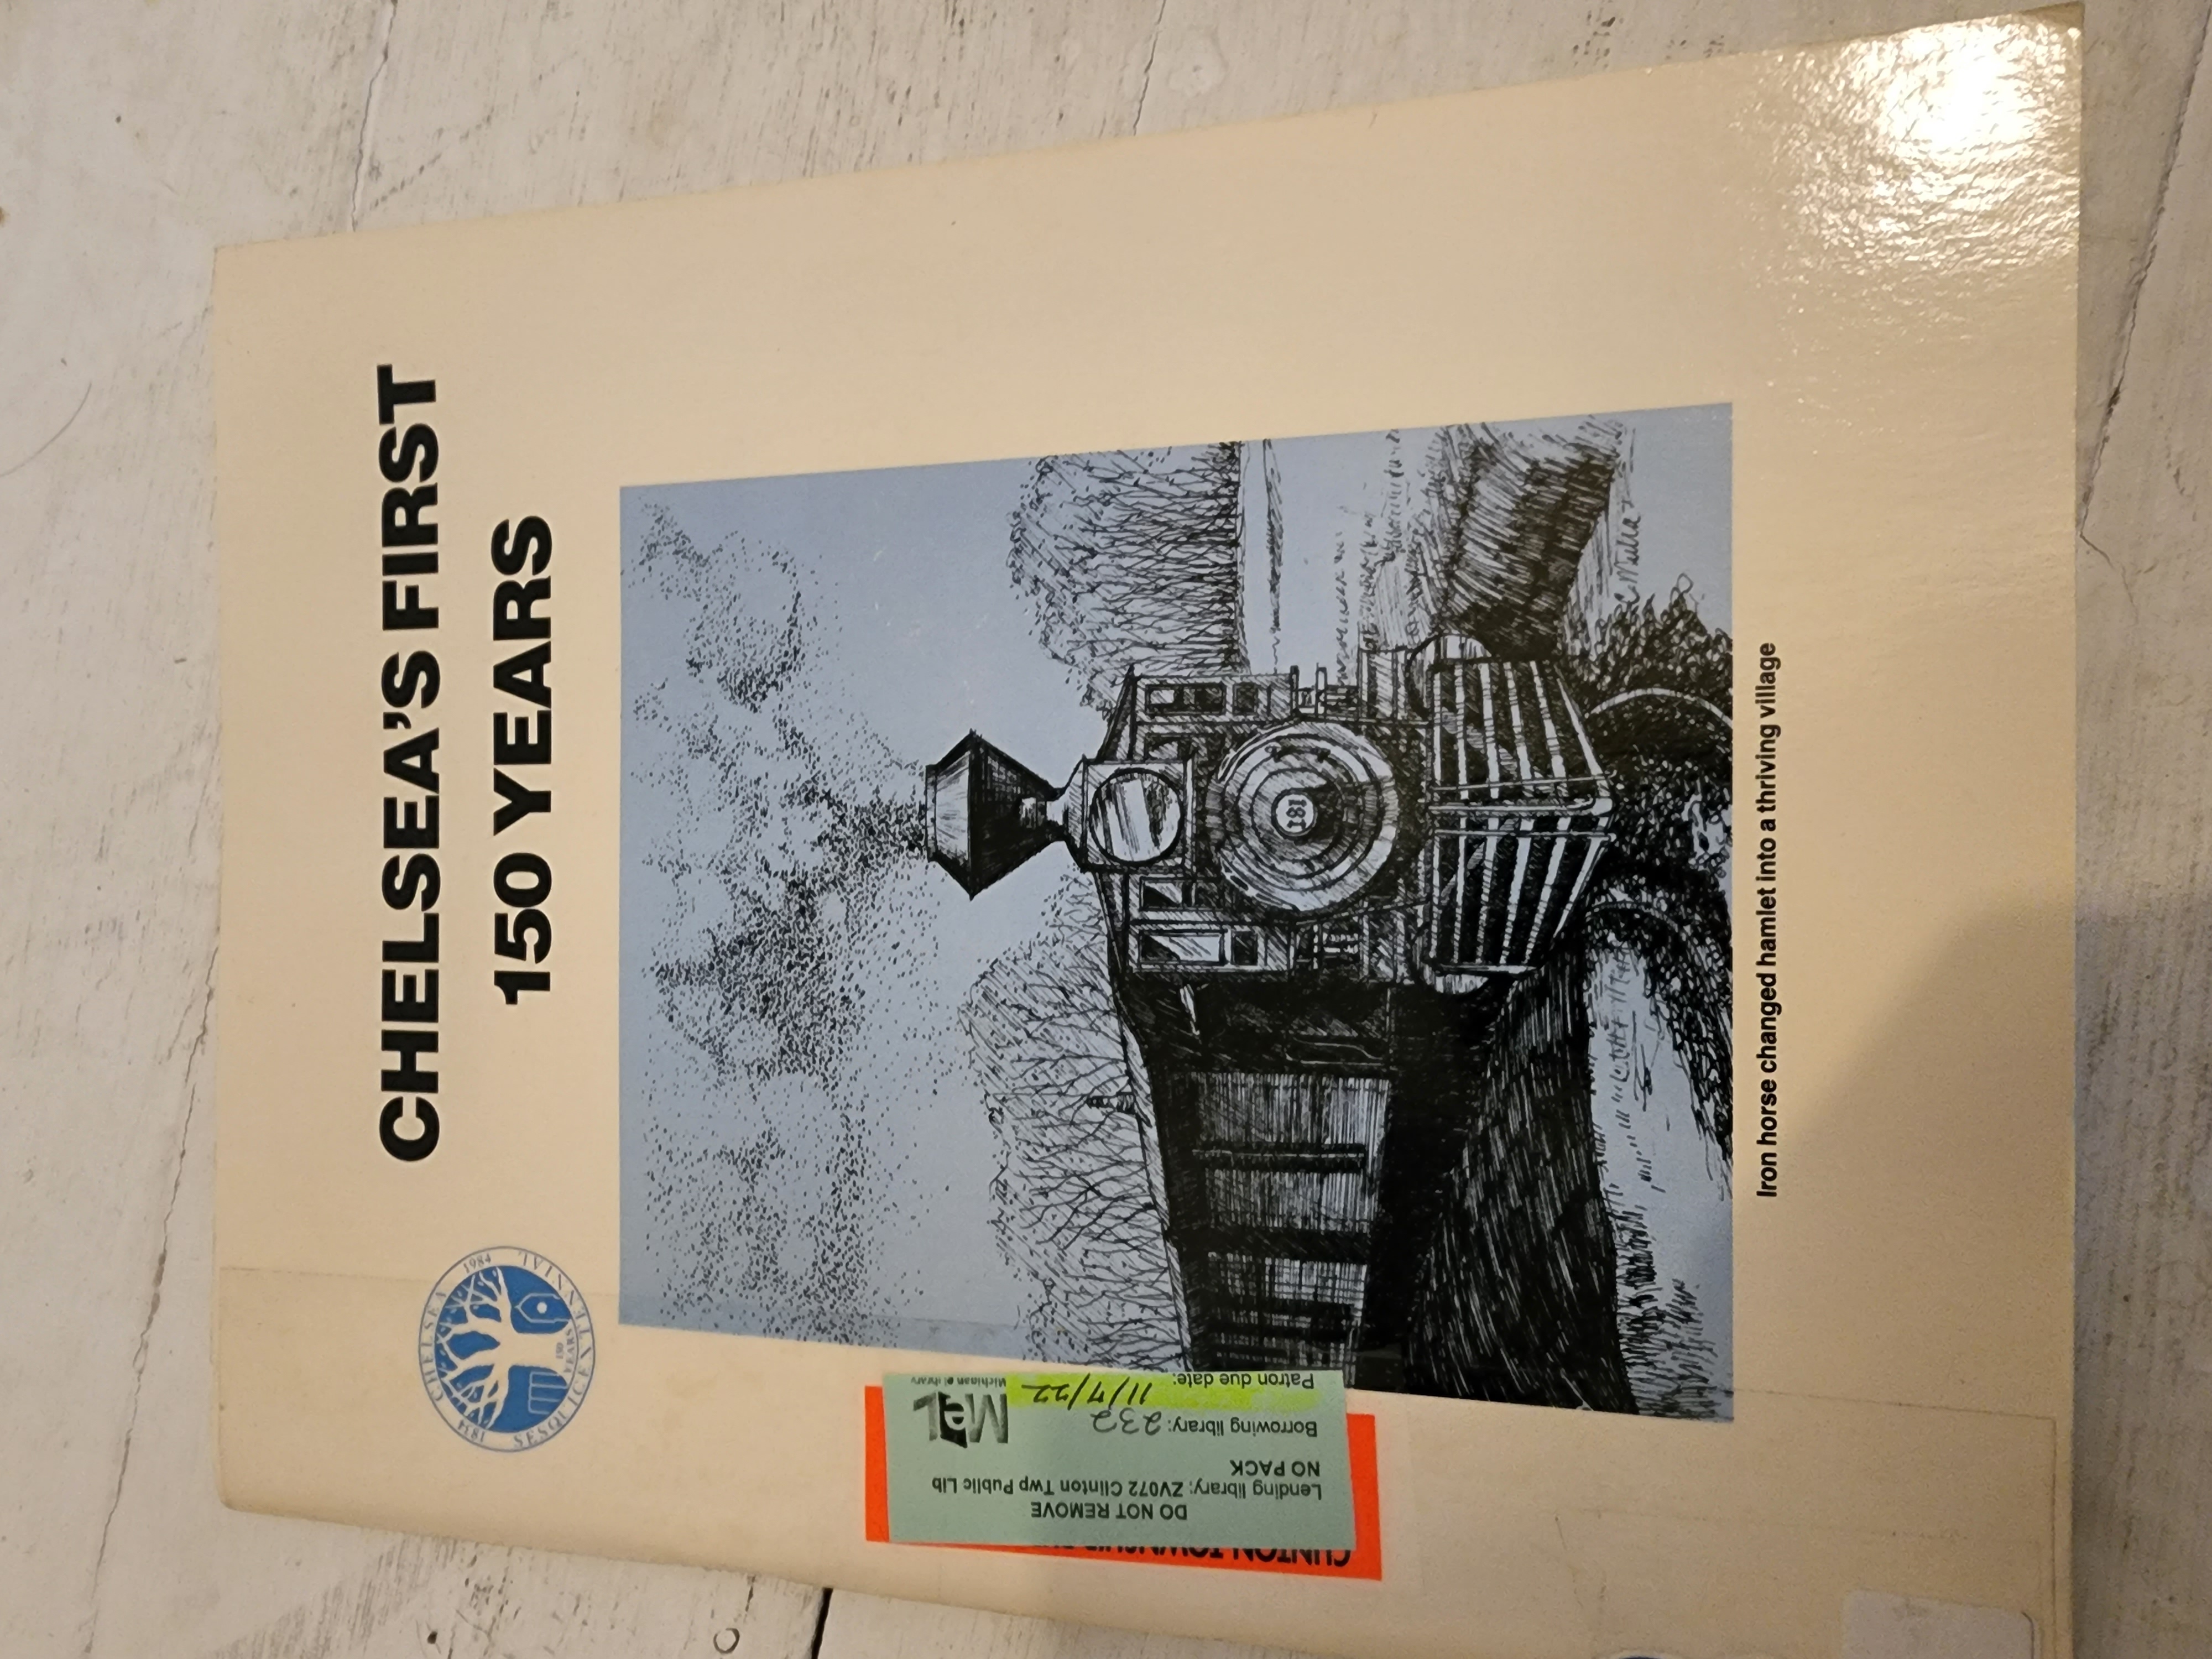 CHELSEA'S FIRST
150 YEARS
CHELSEA
1834
1984
150
YEARS
SESQUICENTENNIAL
181
C Miller
Iron horse changed hamlet into a thriving village
CLINTON TOWNSHIP
DO NOT REMOVE
Lending library: ZV072 Clinton Twp Public Lib
NO PACK
Borrowing library: 232
Patron due date: 11/7/22
MeL
Michigan eLibrary